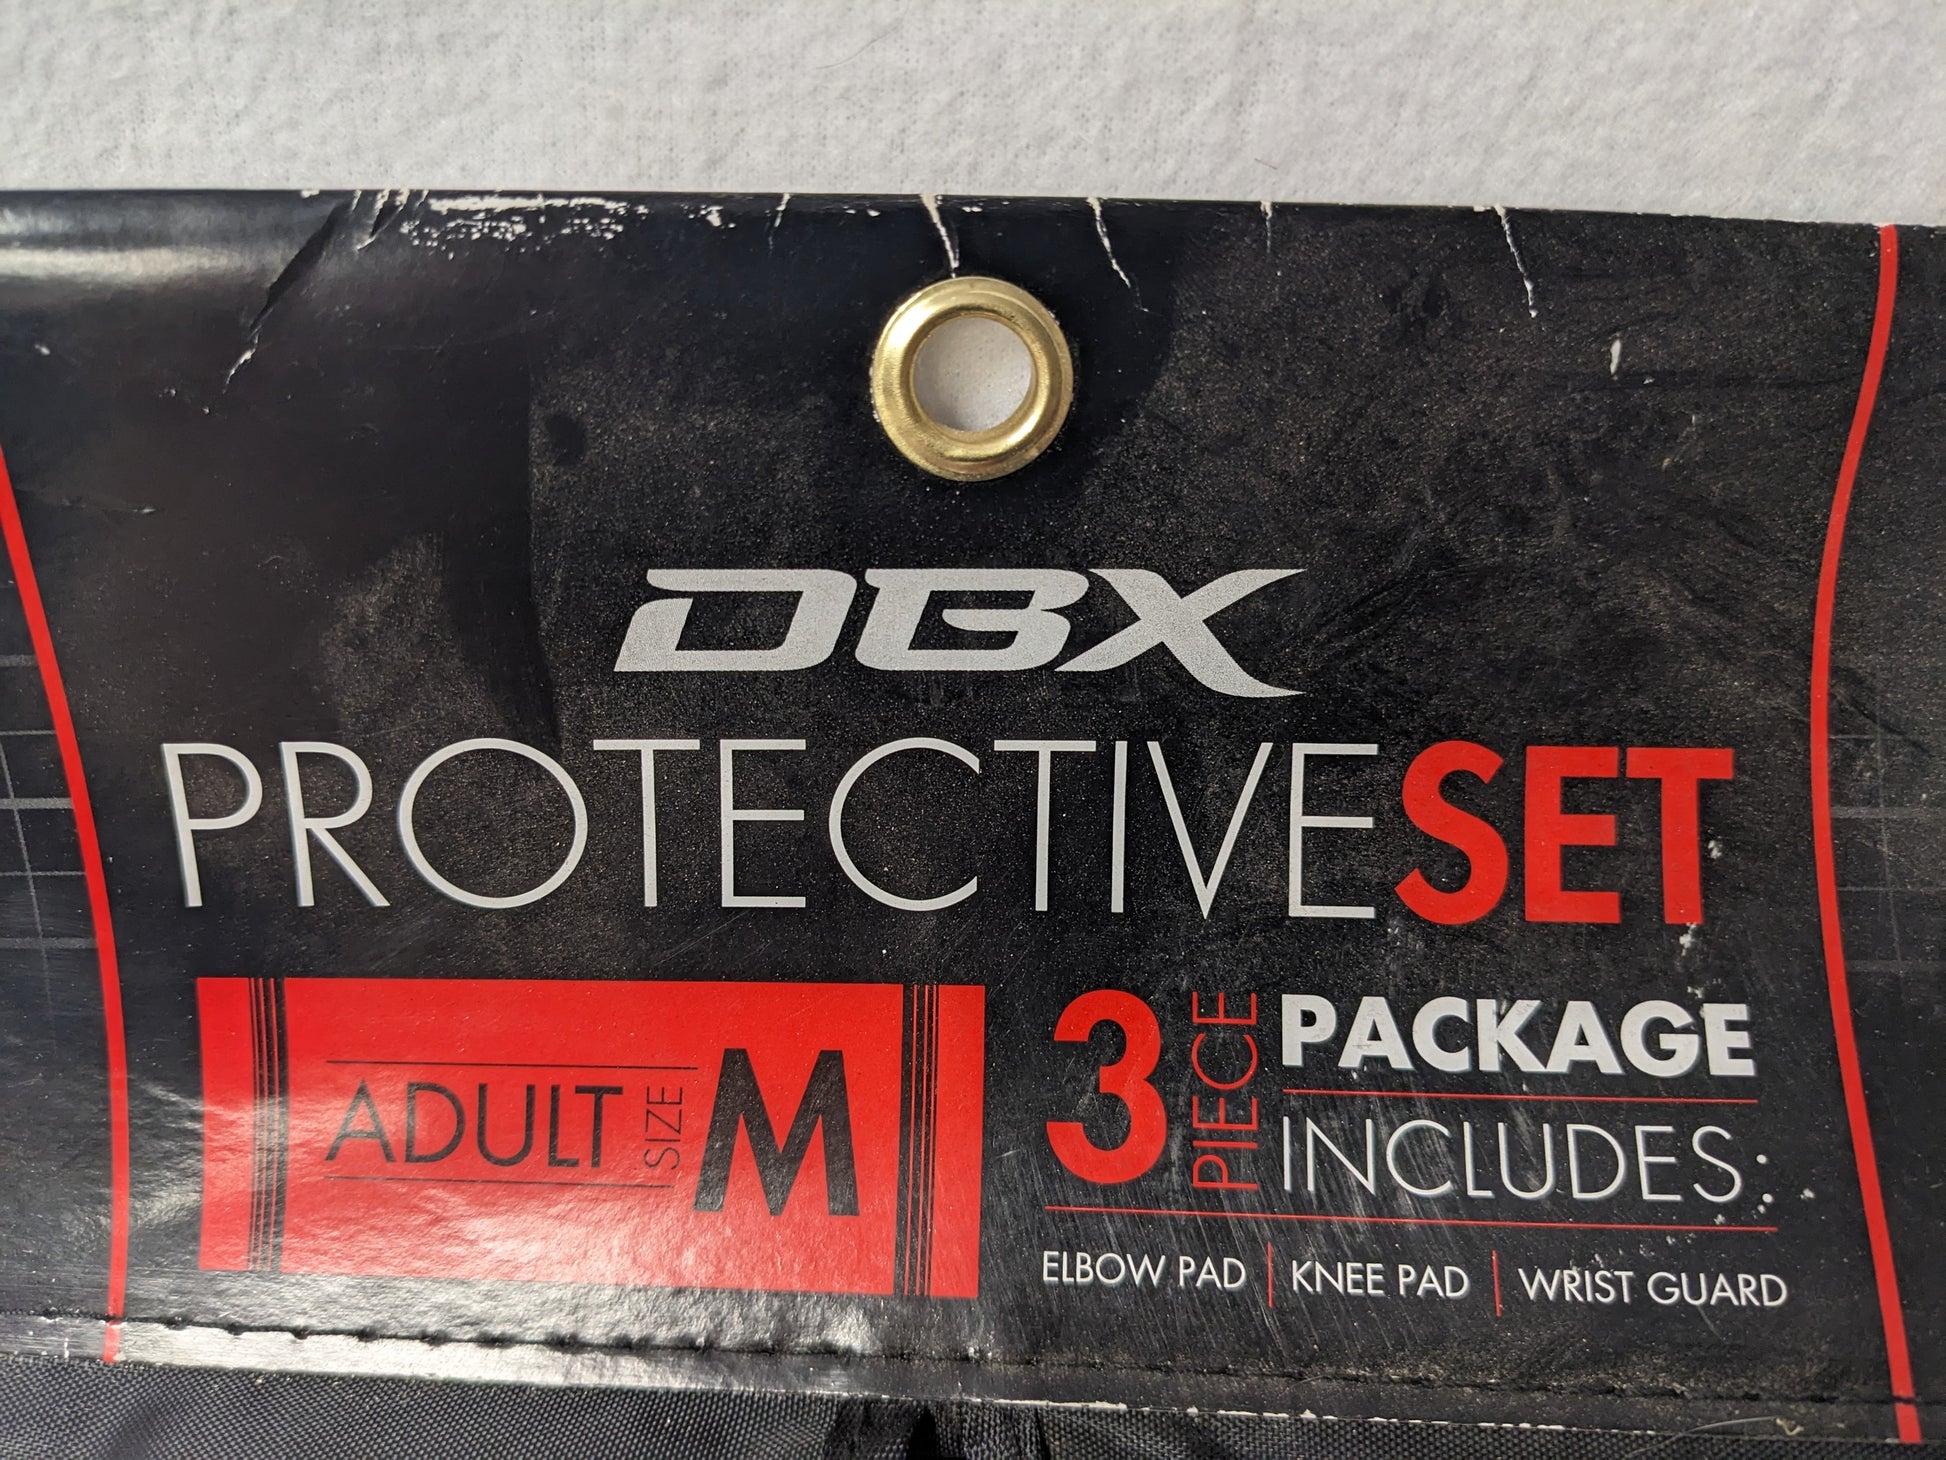 DBX
PROTECTIVESET
ADULT SIZE M
3 PIECE PACKAGE
INCLUDES:
ELBOW PAD | KNEE PAD | WRIST GUARD